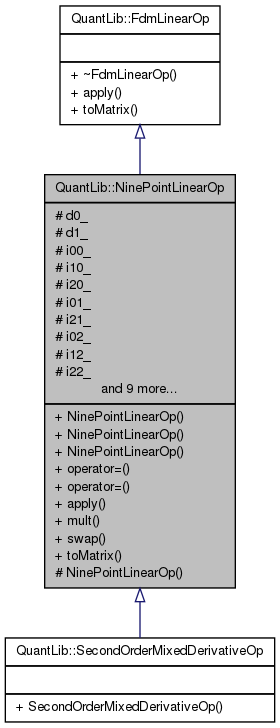 QuantLib::FdmLinearOp
+ ~FdmLinearOp()
+ apply()
+ toMatrix()
QuantLib::NinePointLinearOp
# d0_
# d1_
# i00_
# i10_
# i20_
# i01_
# i21_
# i02_
# i12_
# i22_
and 9 more...
+ NinePointLinearOp()
+ NinePointLinearOp()
+ NinePointLinearOp()
+ operator=()
+ operator=()
+ apply()
+ mult()
+ swap()
+ toMatrix()
# NinePointLinearOp()
QuantLib::SecondOrderMixedDerivativeOp
+ SecondOrderMixedDerivativeOp()